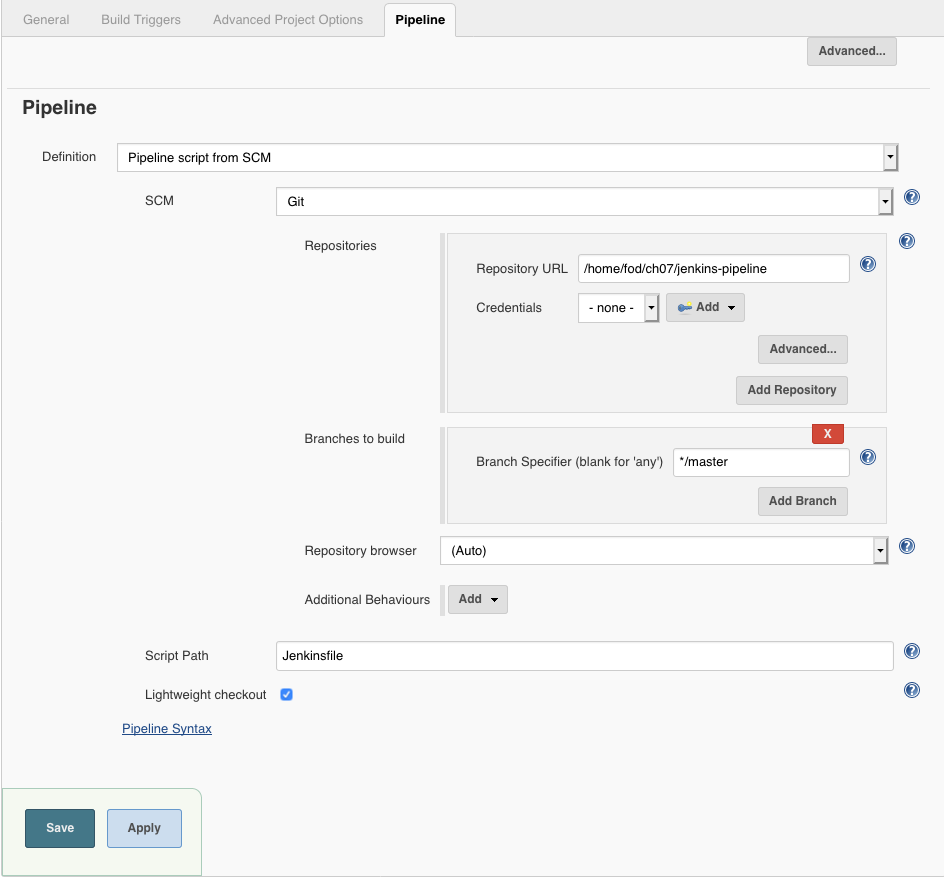 General Build Triggers Advanced Project Options Pipeline
Advanced...
Pipeline
Definition Pipeline script from SCM
SCM Git
Repositories
Repository URL /home/fod/ch07/jenkins-pipeline
Credentials - none - Add
Advanced...
Add Repository
Branches to build
X
Branch Specifier (blank for 'any') */master
Add Branch
Repository browser (Auto)
Additional Behaviours Add
Script Path Jenkinsfile
Lightweight checkout
Pipeline Syntax
Save Apply